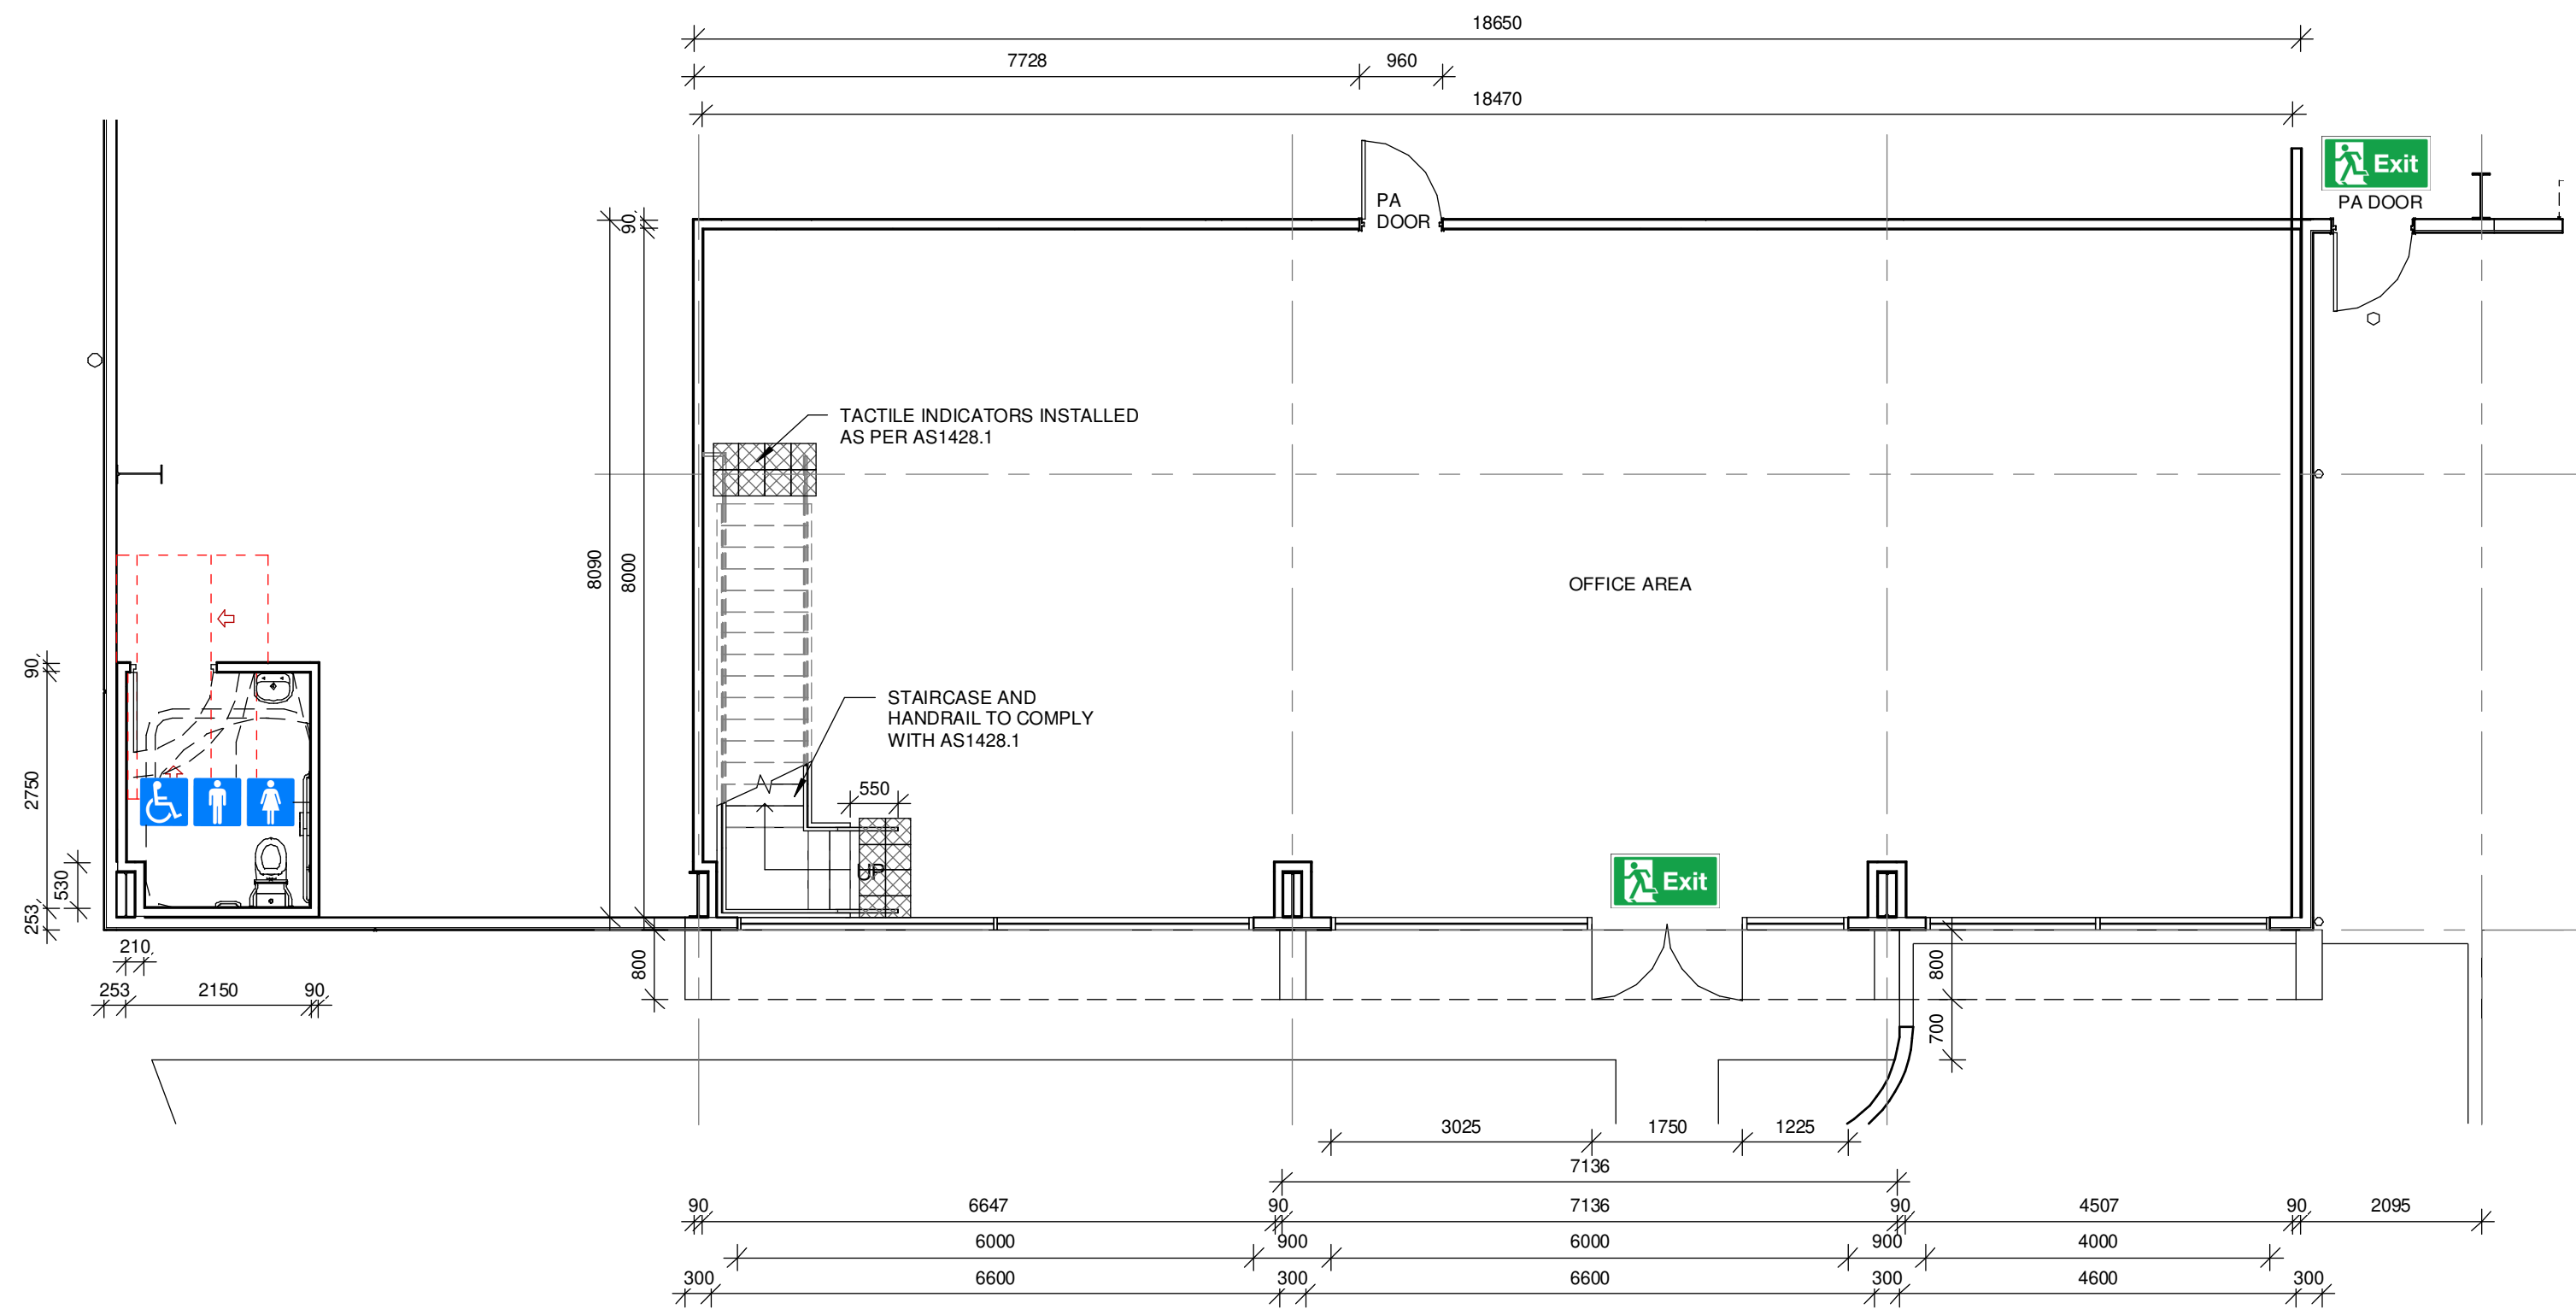 18650
7728 960
18470
Exit
PA DOOR
PA
DOOR
90
TACTILE INDICATORS INSTALLED
AS PER AS1428.1
8090
8000
OFFICE AREA
STAIRCASE AND
HANDRAIL TO COMPLY
WITH AS1428.1
90
2750
550
530
UP
Exit
253
210
800
800
253 2150 90
700
3025 1750 1225
7136
90 6647 90 7136 90 4507 90 2095
6000 900 6000 900 4000
300 6600 300 6600 300 4600 300